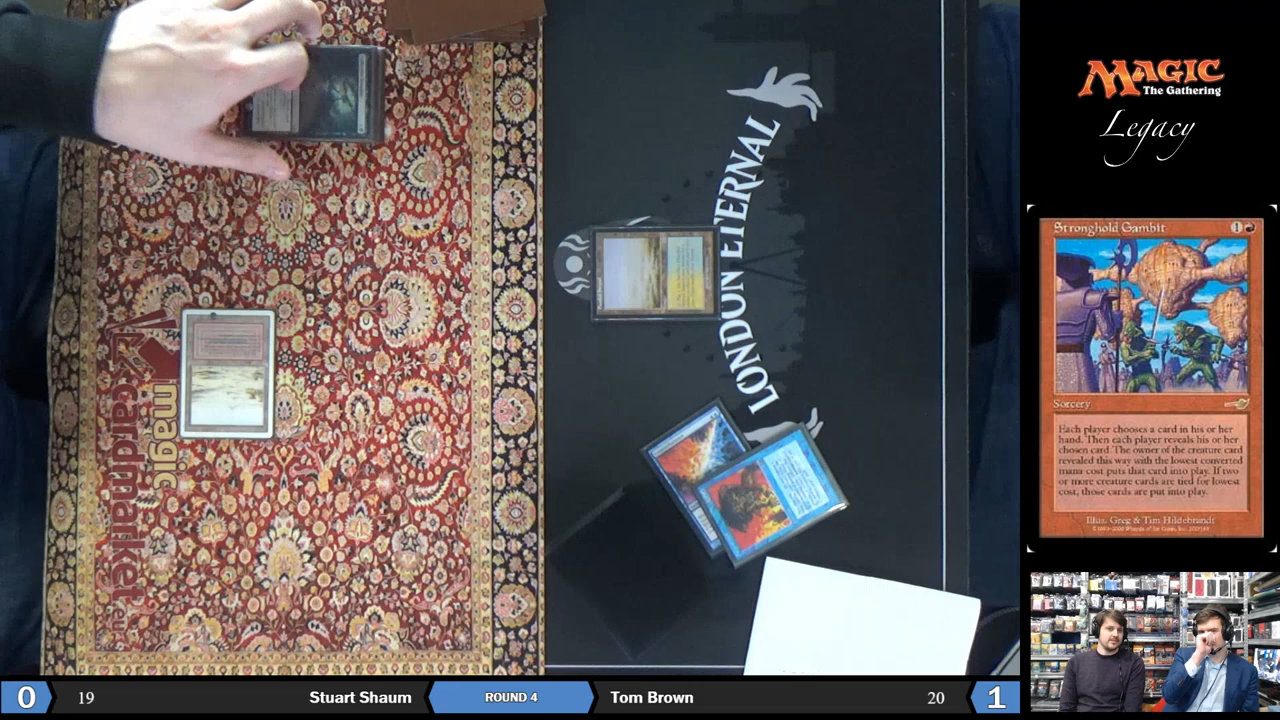 LONDON ETERNAL
magic
cardmarket.eu
MAGIC
The Gathering
Legacy
Stronghold Gambit 1
Sorcery
Each player chooses a card in his or her
hand. Then each player reveals his or her
chosen card. The owner of the creature card
revealed this way with the lowest converted
mana cost puts that card into play. If two
or more creature cards are tied for lowest
cost, those cards are put into play.
Illus. Greg & Tim Hildebrandt
0 19 Stuart Shaum ROUND 4 Tom Brown 20 1